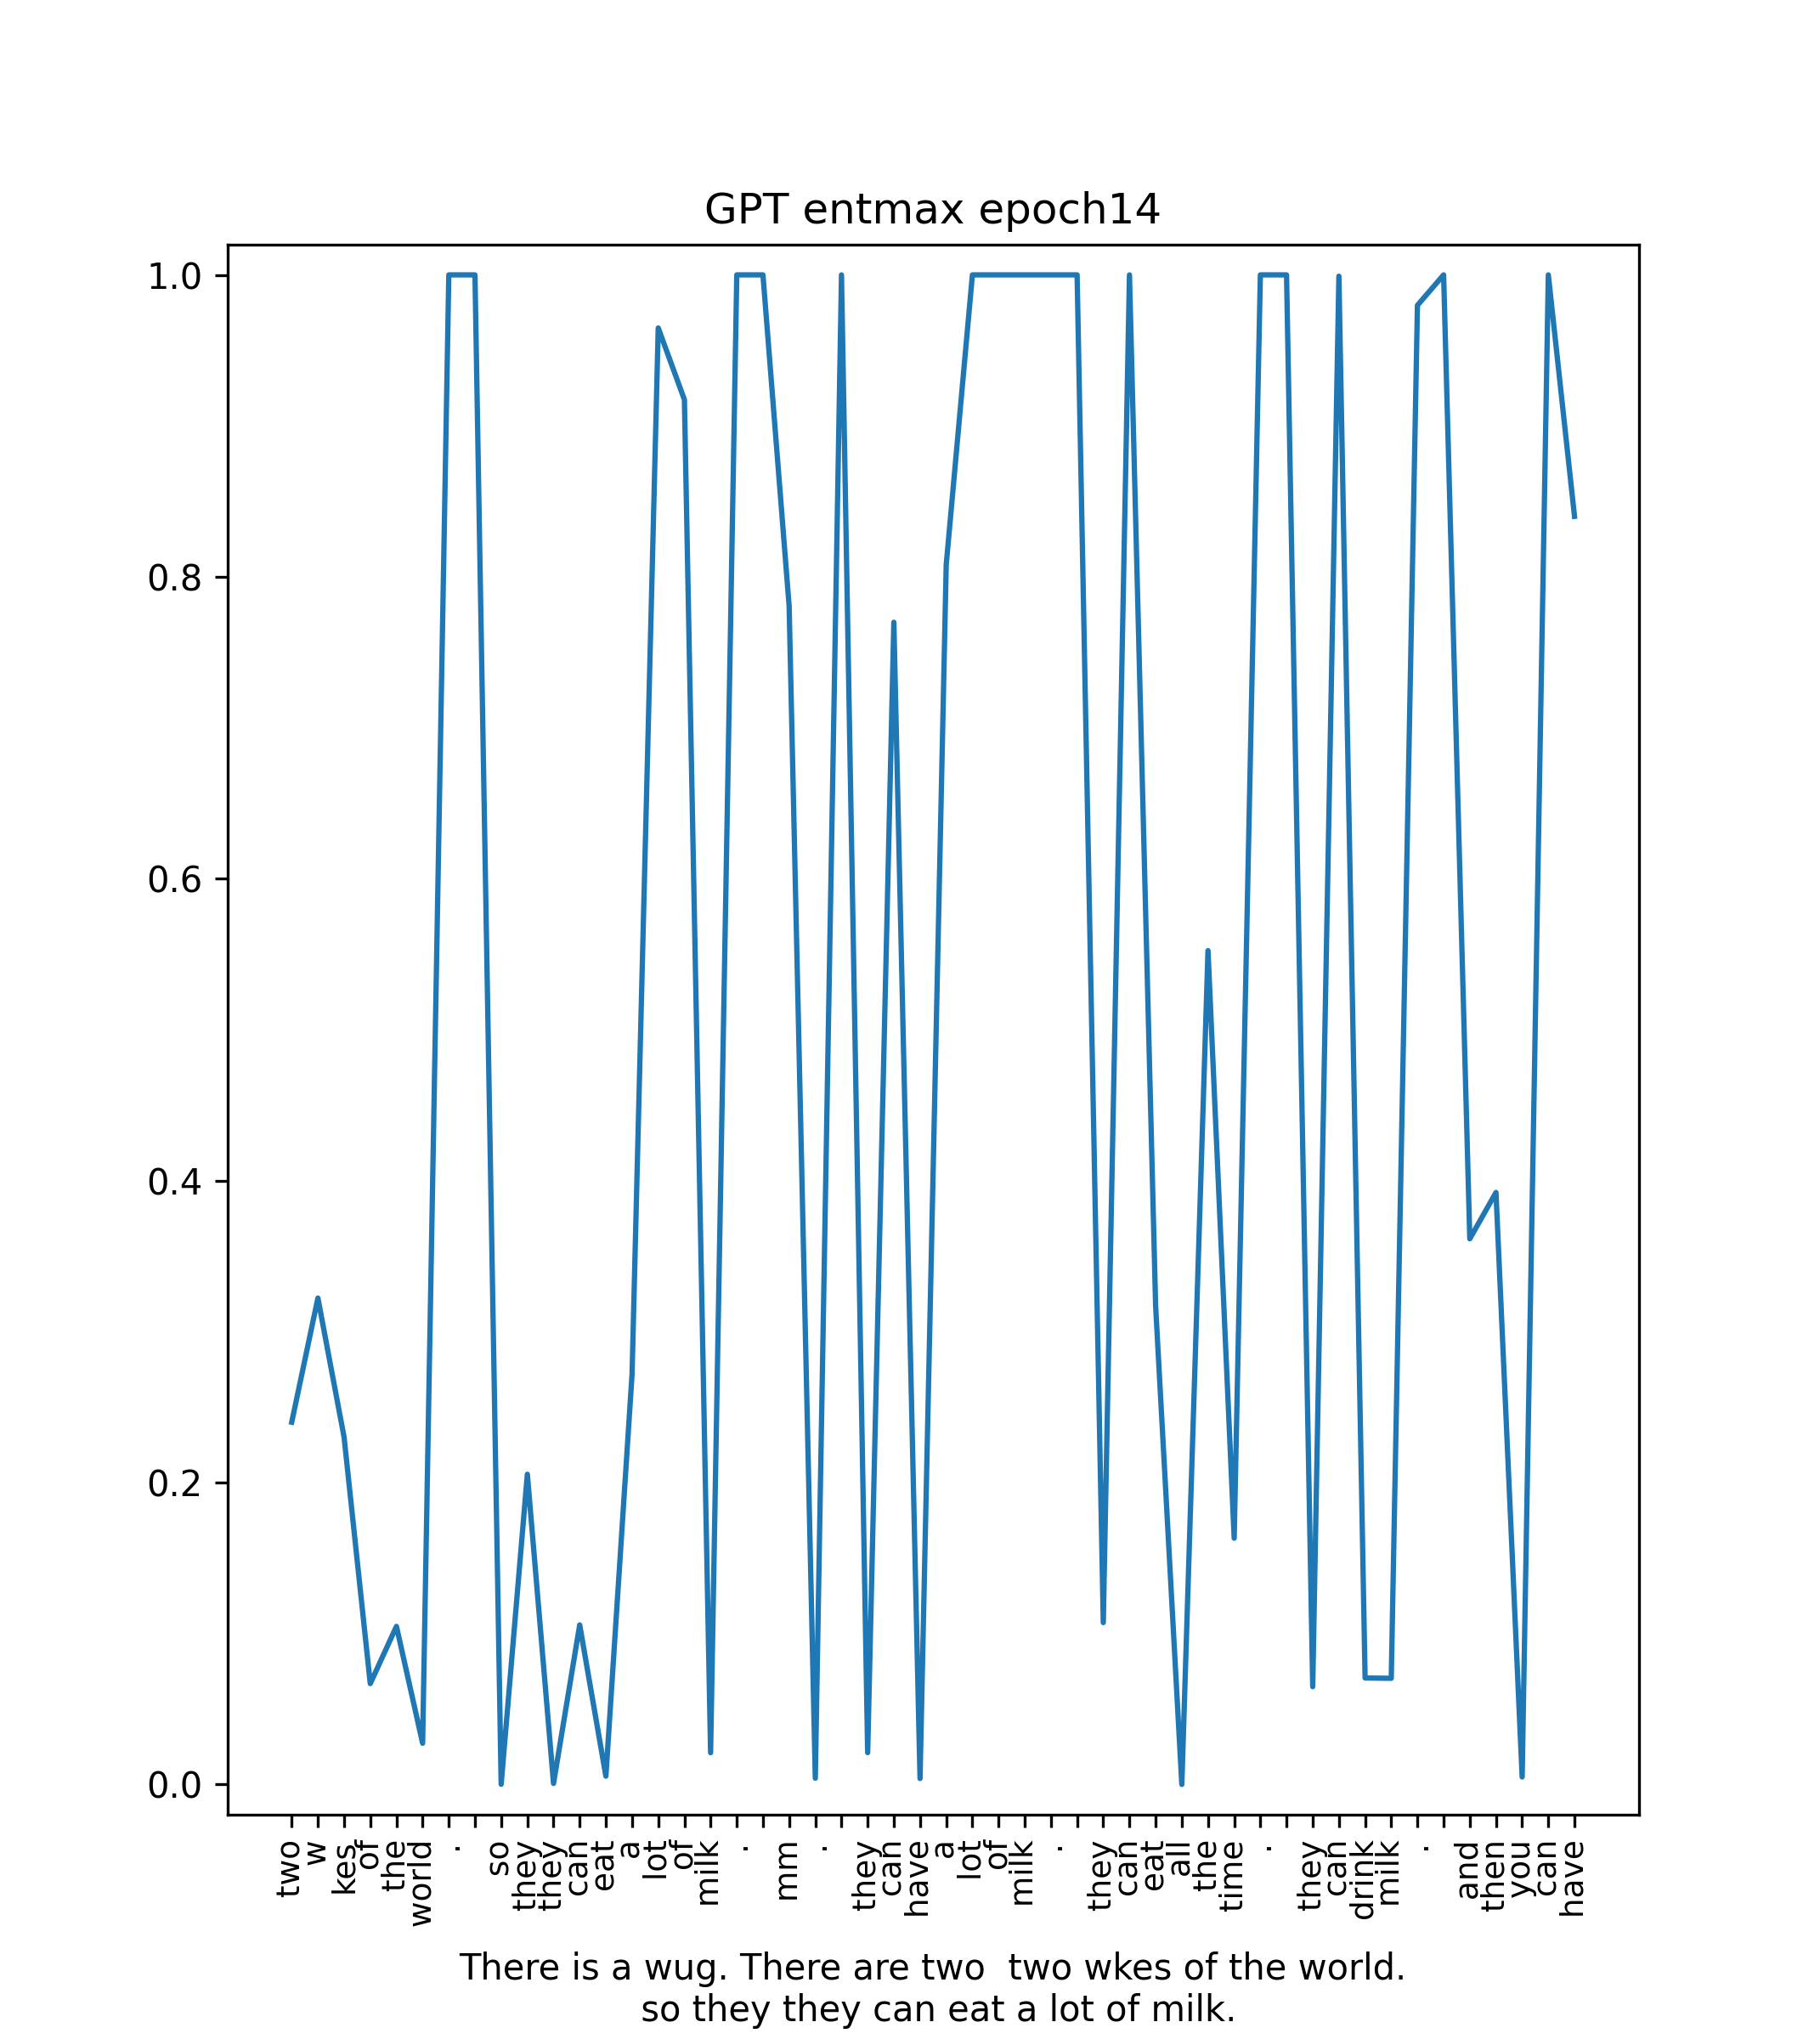 GPT entmax epoch14
1.0
0.8
0.6
0.4
0.2
0.0
two
w
kes
of
the
world
.
so
they
they
can
eat
a
lot
of
milk
.
mm
.
they
can
have
a
lot
of
milk
.
they
can
eat
all
the
time
.
they
can
drink
milk
.
and
then
you
can
have
There is a wug. There are two  two wkes of the world.
so they they can eat a lot of milk.